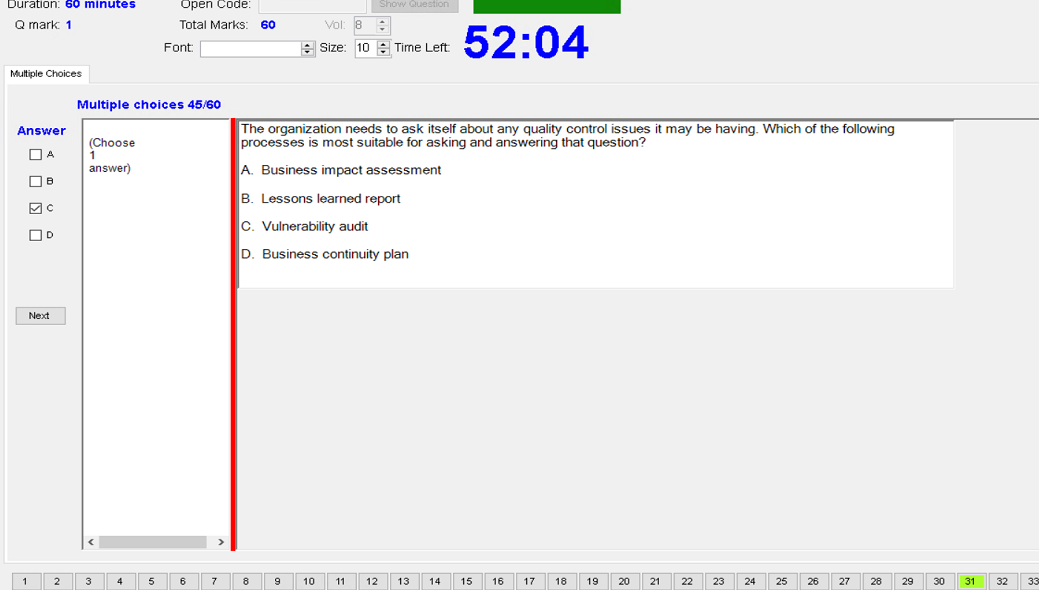 Duration: 60 minutes
Open Code:
Show Question
Q mark: 1
Total Marks: 60
Vol: 8
Font:
Size: 10
Time Left: 52:04
Multiple Choices
Multiple choices 45/60
Answer
A
B
C
D
Next
(Choose
1
answer)
The organization needs to ask itself about any quality control issues it may be having. Which of the following
processes is most suitable for asking and answering that question?
A. Business impact assessment
B. Lessons learned report
C. Vulnerability audit
D. Business continuity plan
1 2 3 4 5 6 7 8 9 10 11 12 13 14 15 16 17 18 19 20 21 22 23 24 25 26 27 28 29 30 31 32 33